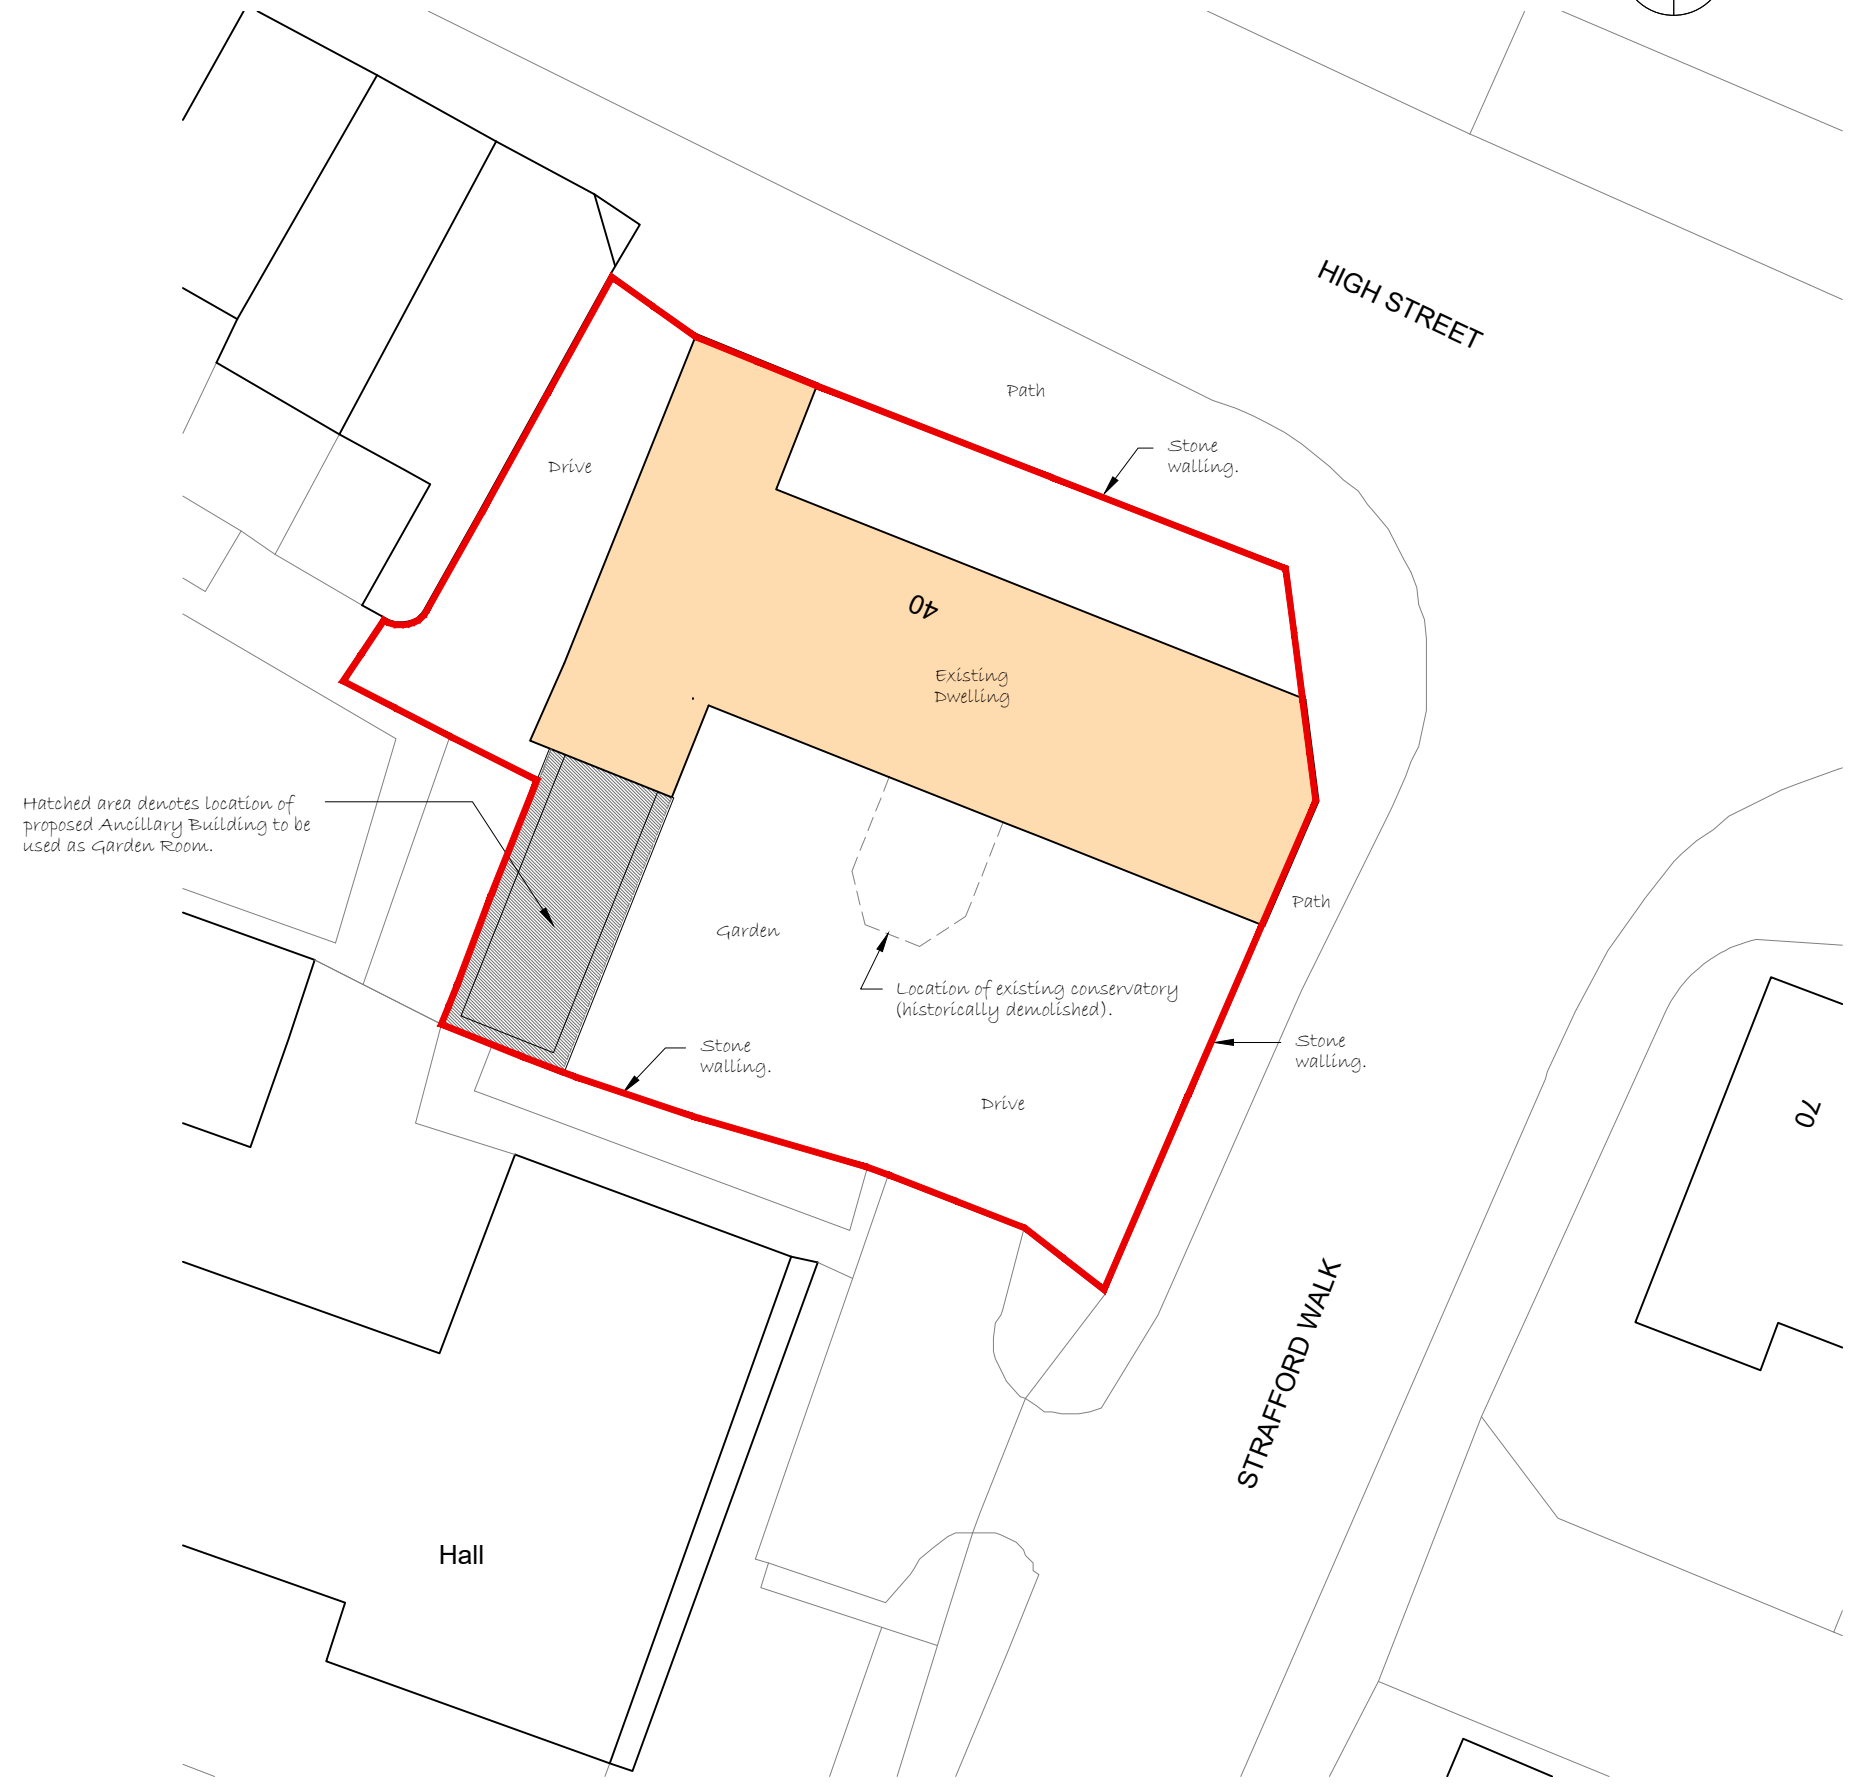 HIGH STREET
Path
Stone
walling.
Drive
40
Existing
Dwelling
Hatched area denotes location of
proposed Ancillary Building to be
used as Garden Room.
Path
Garden
Location of existing conservatory
(historically demolished).
Stone
walling.
Stone
walling.
Drive
70
STRAFFORD WALK
Hall